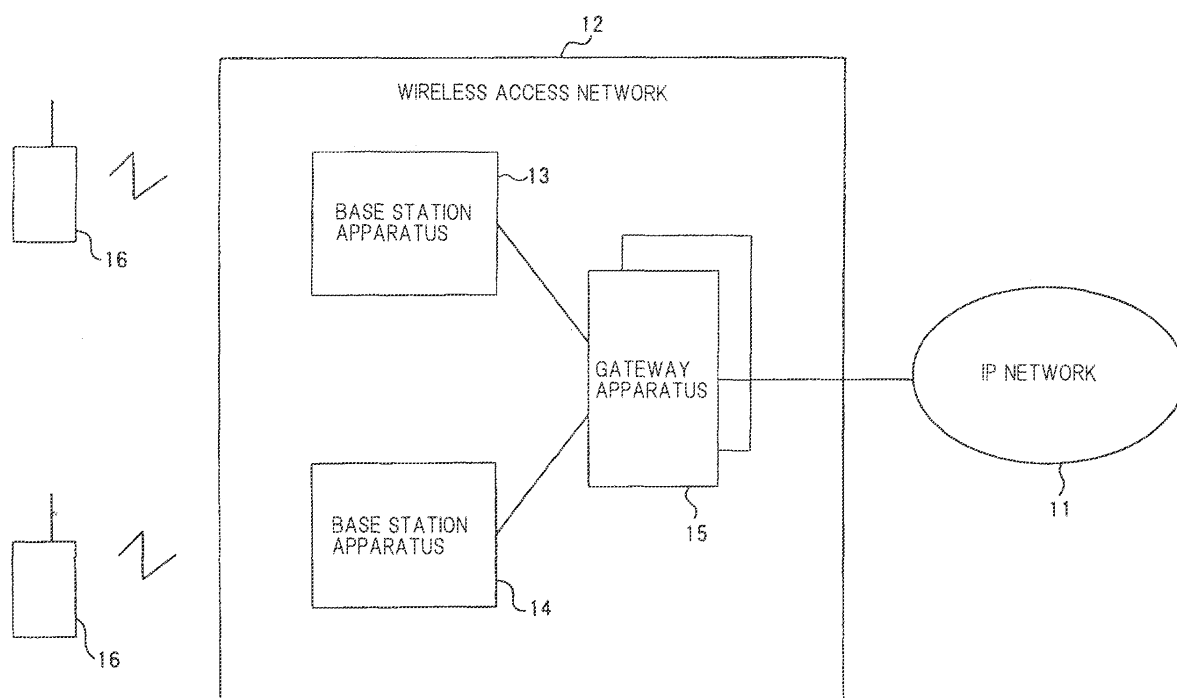 12
WIRELESS ACCESS NETWORK
13
BASE STATION
APPARATUS
16
GATEWAY
APPARATUS
IP NETWORK
11
15
BASE STATION
APPARATUS
14
16